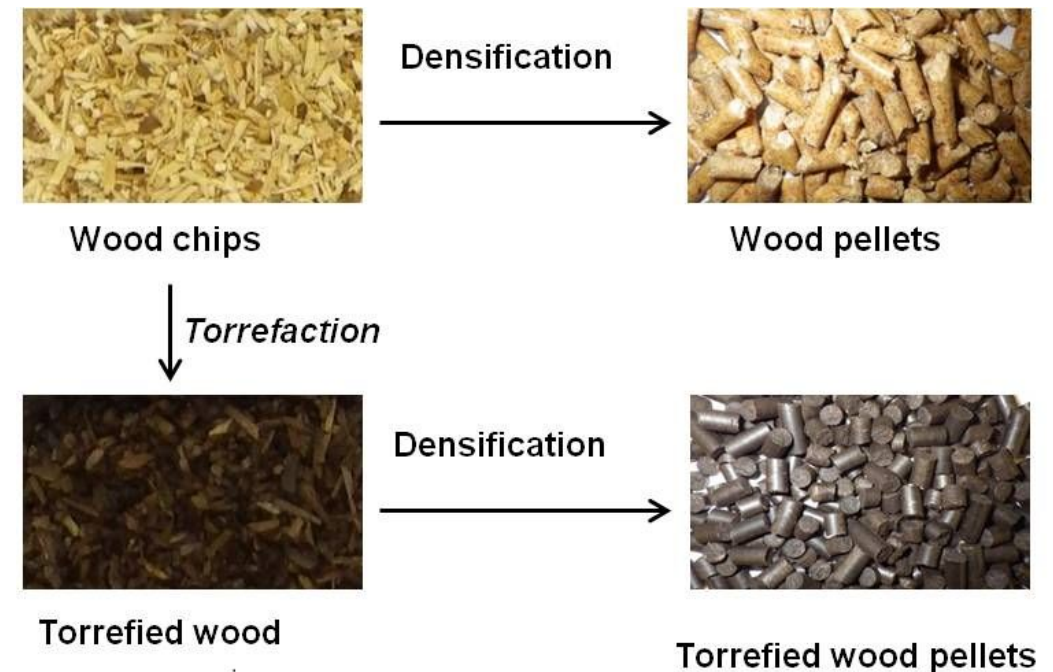 Densification
Wood chips
Wood pellets
Torrefaction
Densification
Torrefied wood
Torrefied wood pellets